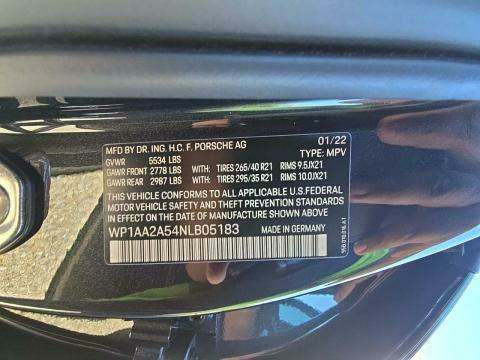 MFD BY DR. ING. H.C. F. PORSCHE AG 01/22
GVWR 5534 LBS TYPE: MPV
GAWR FRONT 2778 LBS WITH: TIRES 265/40 R21 RIMS 9.5JX21
GAWR REAR 2987 LBS WITH: TIRES 295/35 R21 RIMS 10.0JX21
THIS VEHICLE CONFORMS TO ALL APPLICABLE U.S.FEDERAL
MOTOR VEHICLE SAFETY AND THEFT PREVENTION STANDARDS
IN EFFECT ON THE DATE OF MANUFACTURE SHOWN ABOVE.
WP1AA2A54NLB05183 MADE IN GERMANY